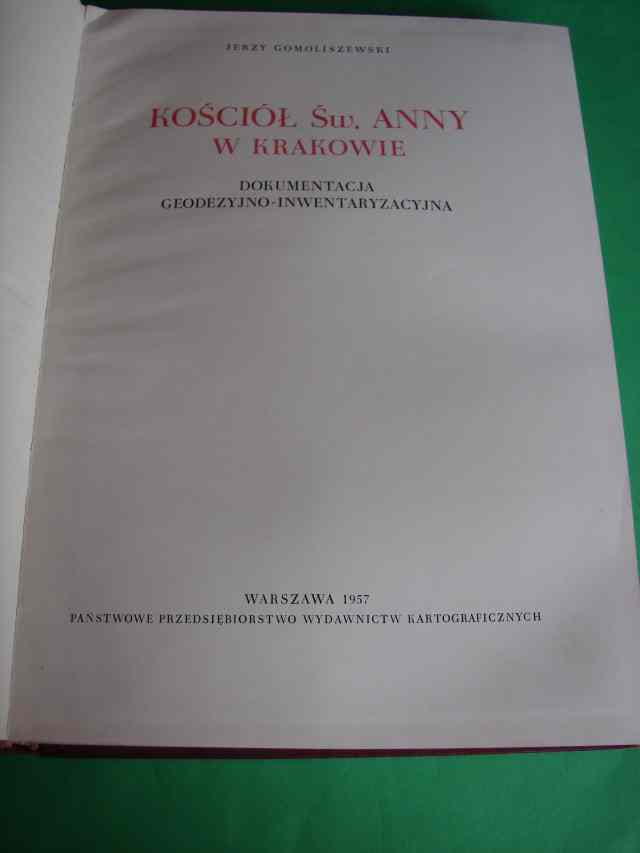 JERZY GOMOLISZEWSKI
KOŚCIÓŁ ŚW. ANNY
W KRAKOWIE
DOKUMENTACJA
GEODEZYJNO-INWENTARYZACYJNA
WARSZAWA 1957
PAŃSTWOWE PRZEDSIĘBIORSTWO WYDAWNICTW KARTOGRAFICZNYCH